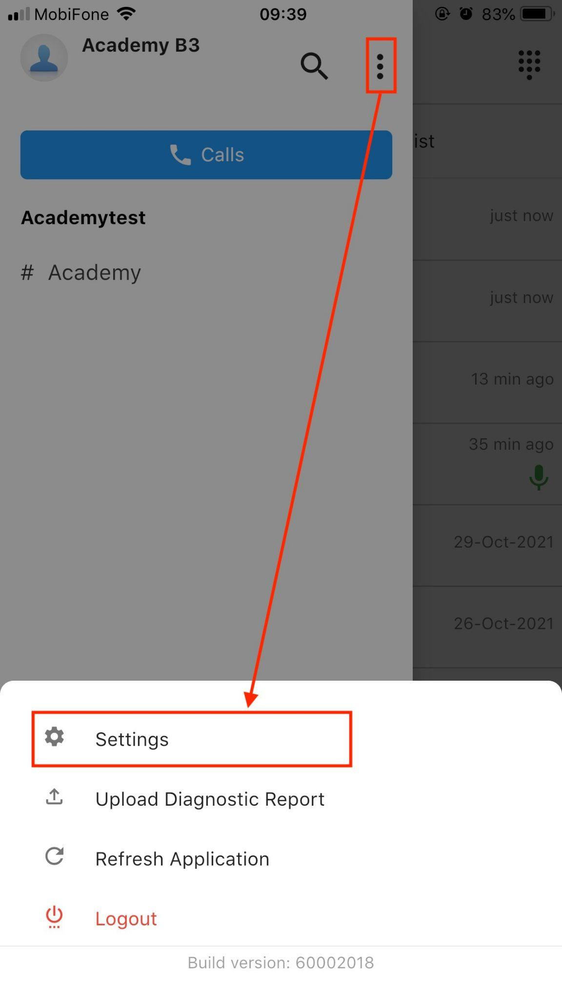 MobiFone 09:39 83%
Academy B3
Calls
ist
Academytest
just now
# Academy
just now
13 min ago
35 min ago
29-Oct-2021
26-Oct-2021
Settings
Upload Diagnostic Report
Refresh Application
Logout
Build version: 60002018